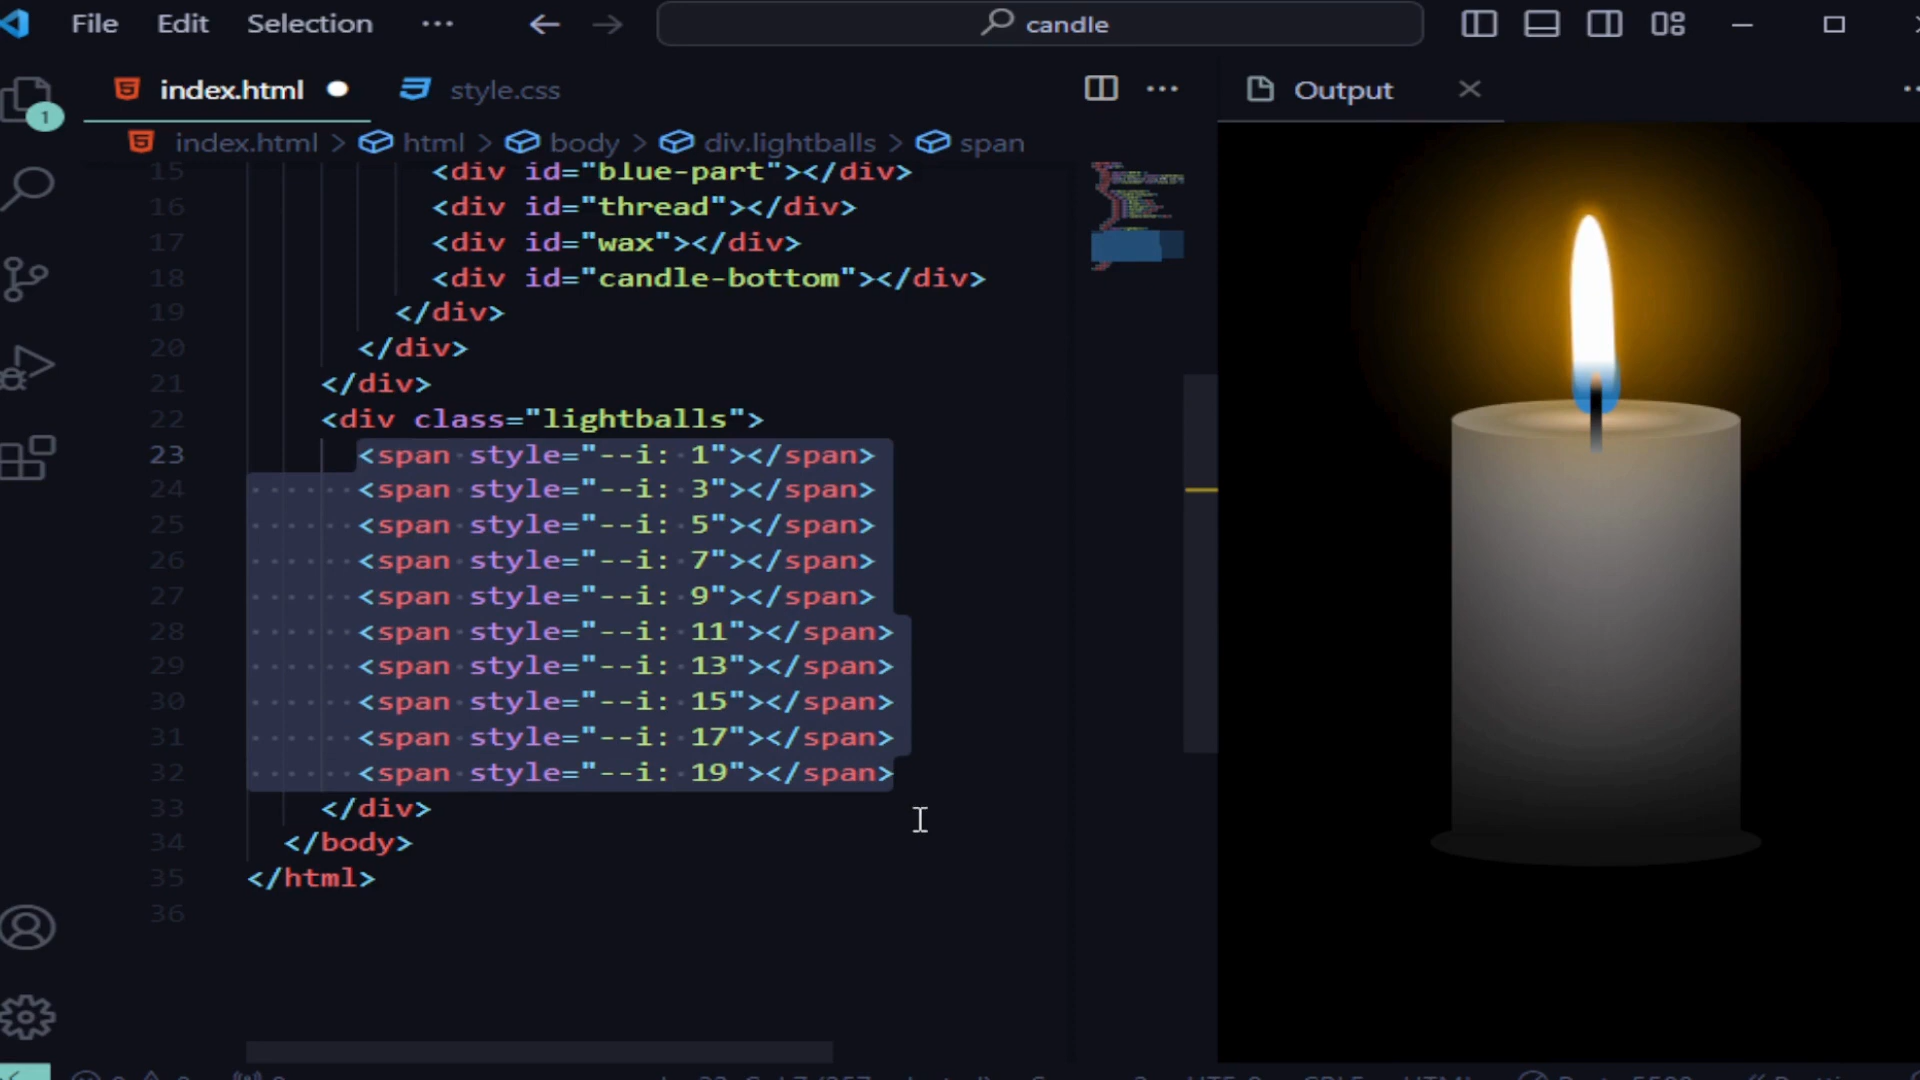 File Edit Selection ··· candle
index.html style.css ··· Output
1
index.html > html > body > div.lightballs > span
15 <div id="blue-part"></div>
16 <div id="thread"></div>
17 <div id="wax"></div>
18 <div id="candle-bottom"></div>
19 </div>
20 </div>
21 </div>
22 <div class="lightballs">
23 <span style="--i: 1"></span>
24 <span style="--i: 3"></span>
25 <span style="--i: 5"></span>
26 <span style="--i: 7"></span>
27 <span style="--i: 9"></span>
28 <span style="--i: 11"></span>
29 <span style="--i: 13"></span>
30 <span style="--i: 15"></span>
31 <span style="--i: 17"></span>
32 <span style="--i: 19"></span>
33 </div>
34 </body>
35 </html>
36